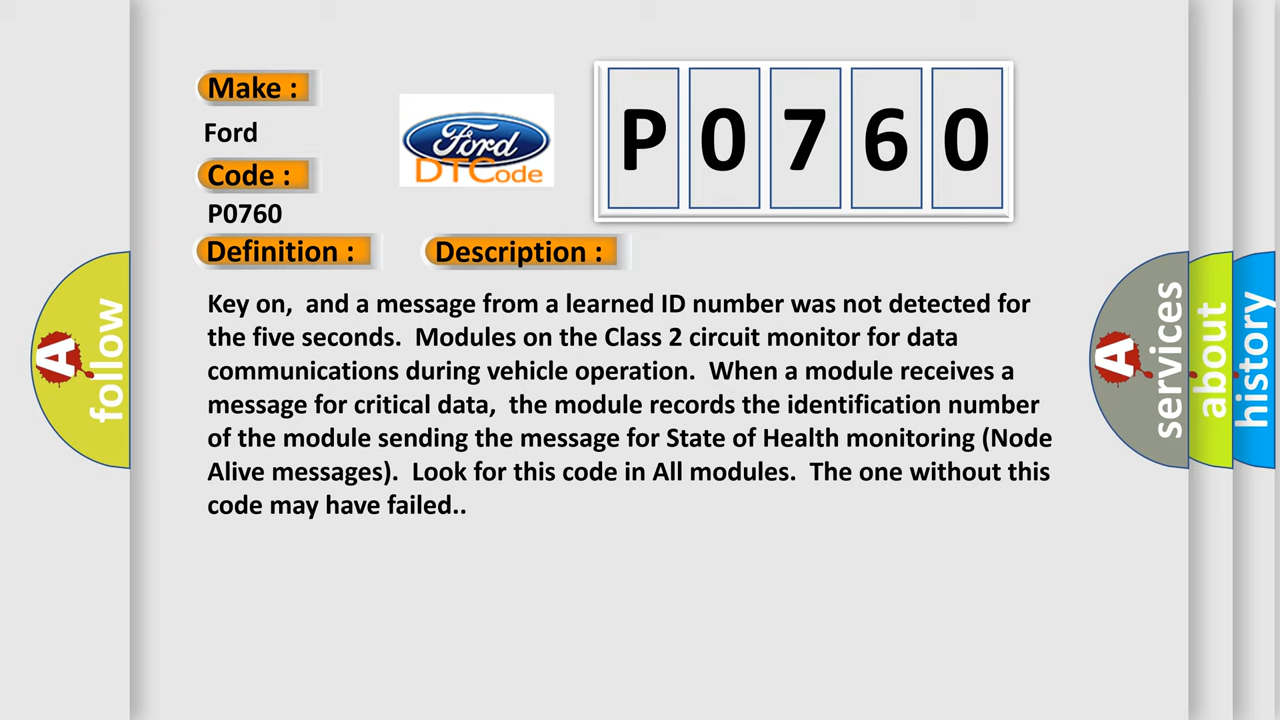 Make :
Ford
Code :
P0760
Ford
DTCode
P0760
Definition :
Description :
Key on,  and a message from a learned ID number was not detected for
the five seconds  Modules on the Class 2 circuit monitor for data
communications during vehicle operation  When a module receives a
message for critical data,  the module records the identification number
of the module sending the message for State of Health monitoring (Node
Alive messages)  Look for this code in All modules  The one without this
code may have failed..
A follow
A services
about
history